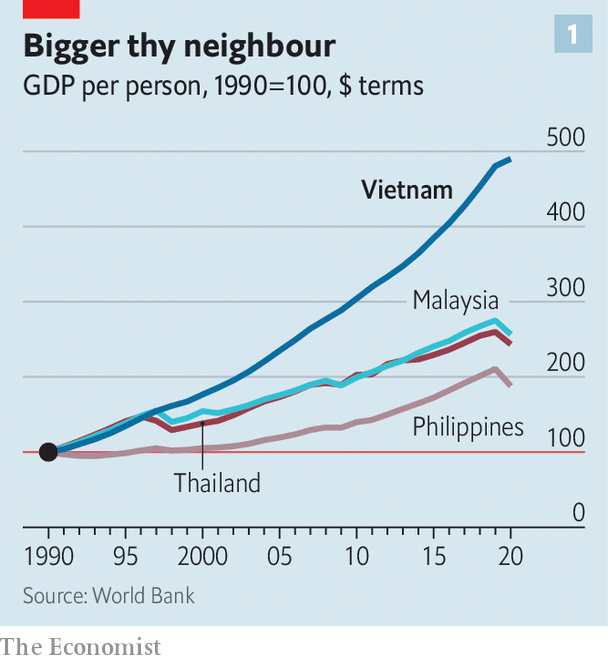 1
Bigger thy neighbour
GDP per person, 1990=100, $ terms
500
Vietnam
400
300
Malaysia
200
Philippines
100
Thailand
0
1990 95 2000 05 10 15 20
Source: World Bank
The Economist